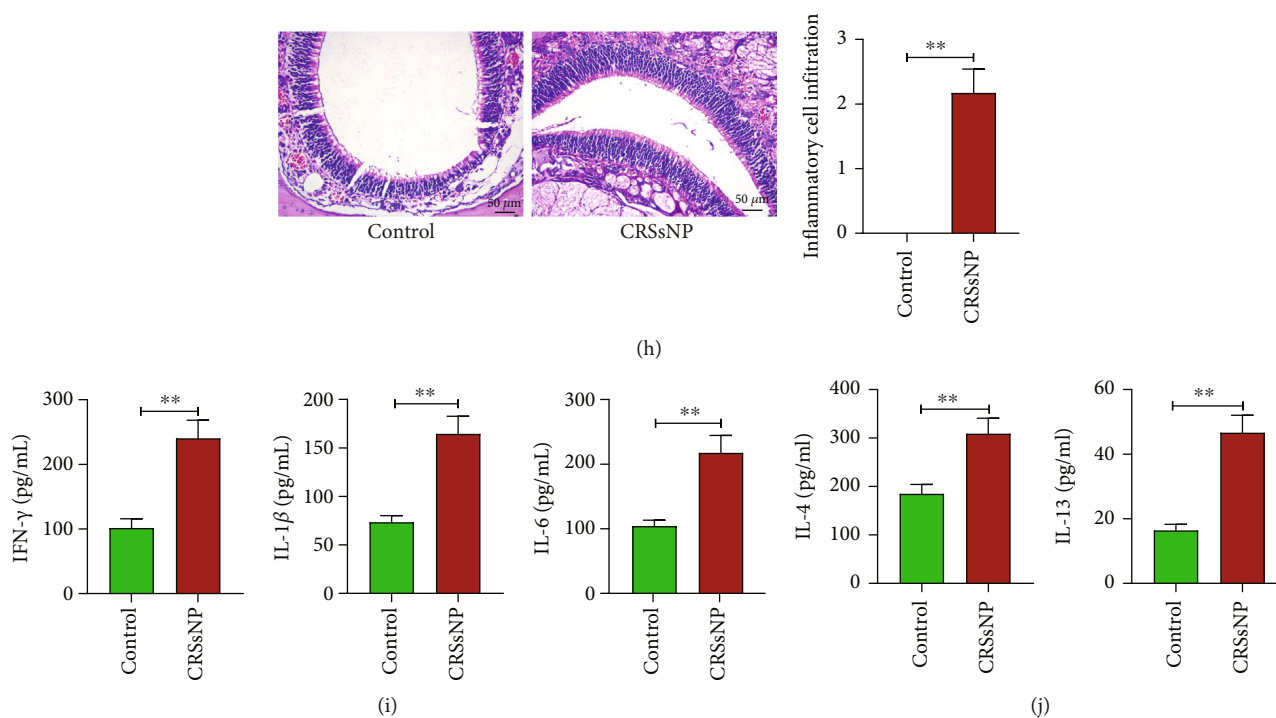 50 μm
Control
50 μm
CRSsNP
Inflammatory cell infitration
3
2
1
0
**
Control
CRSsNP
(h)
IFN-γ (pg/mL)
300
200
100
0
**
Control
CRSsNP
IL-1β (pg/mL)
200
150
100
50
0
**
Control
CRSsNP
IL-6 (pg/mL)
300
200
100
0
**
Control
CRSsNP
(i)
IL-4 (pg/ml)
400
300
200
100
0
**
Control
CRSsNP
IL-13 (pg/ml)
60
40
20
0
**
Control
CRSsNP
(j)